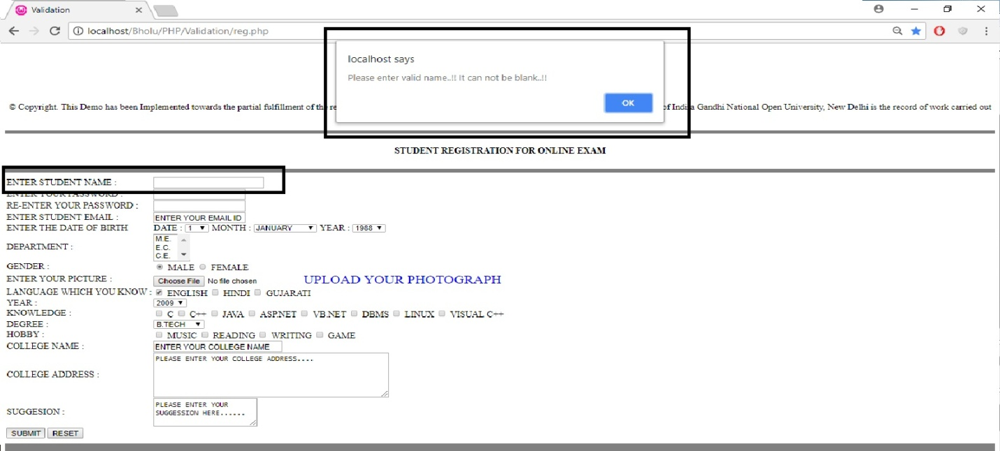 Validation
localhost/Bholu/PHP/Validation/reg.php
localhost says
Please enter valid name..!! It can not be blank..!!
OK
© Copyright. This Demo has been Implemented towards the partial fulfillment of the re
of Indira Gandhi National Open University, New Delhi is the record of work carried out
STUDENT REGISTRATION FOR ONLINE EXAM
ENTER STUDENT NAME :
ENTER YOUR PASSWORD :
RE-ENTER YOUR PASSWORD :
ENTER STUDENT EMAIL : ENTER YOUR EMAIL ID
ENTER THE DATE OF BIRTH DATE : 1 MONTH : JANUARY YEAR : 1988
DEPARTMENT : M.E.
E.C.
C.E.
GENDER : MALE FEMALE
ENTER YOUR PICTURE : Choose File No file chosen UPLOAD YOUR PHOTOGRAPH
LANGUAGE WHICH YOU KNOW : ENGLISH HINDI GUJARATI
YEAR : 2009
KNOWLEDGE : C C++ JAVA ASP.NET VB.NET DBMS LINUX VISUAL C++
DEGREE : B.TECH
HOBBY : MUSIC READING WRITING GAME
COLLEGE NAME : ENTER YOUR COLLEGE NAME
COLLEGE ADDRESS : PLEASE ENTER YOUR COLLEGE ADDRESS....
SUGGESION : PLEASE ENTER YOUR
SUGGESSION HERE......
SUBMIT RESET